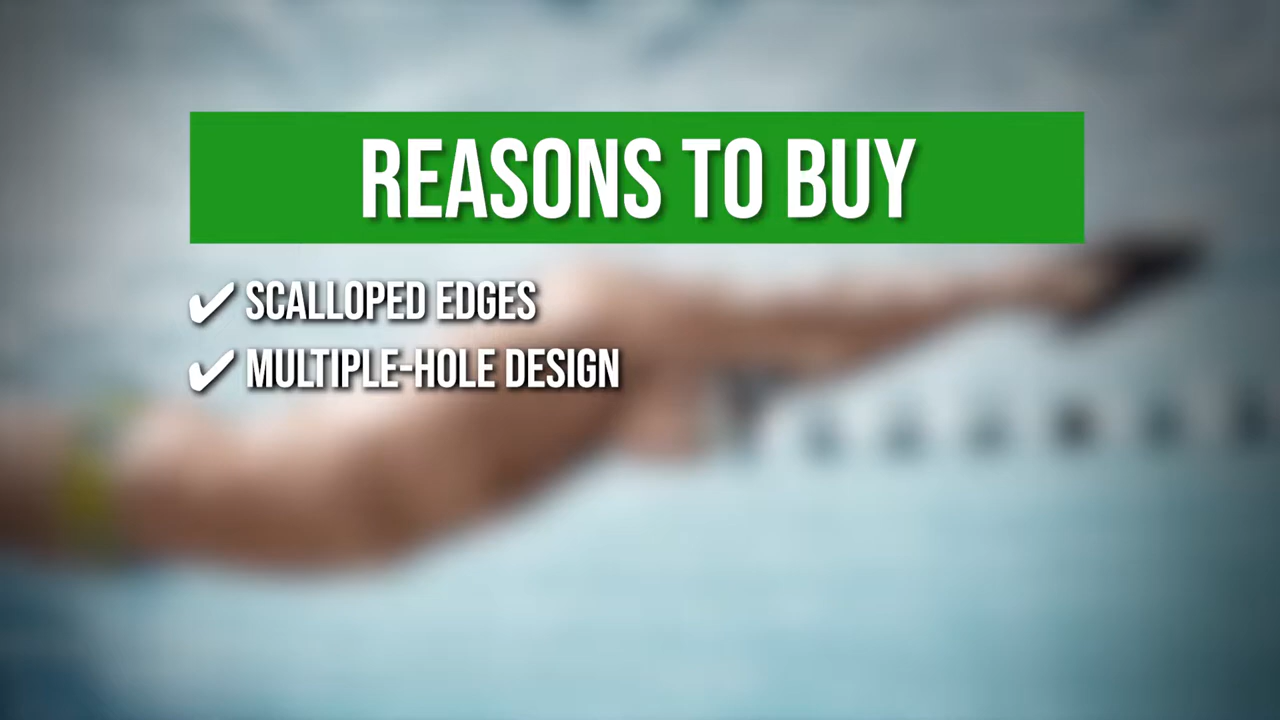 REASONS TO BUY
✔ SCALLOPED EDGES
✔ MULTIPLE-HOLE DESIGN